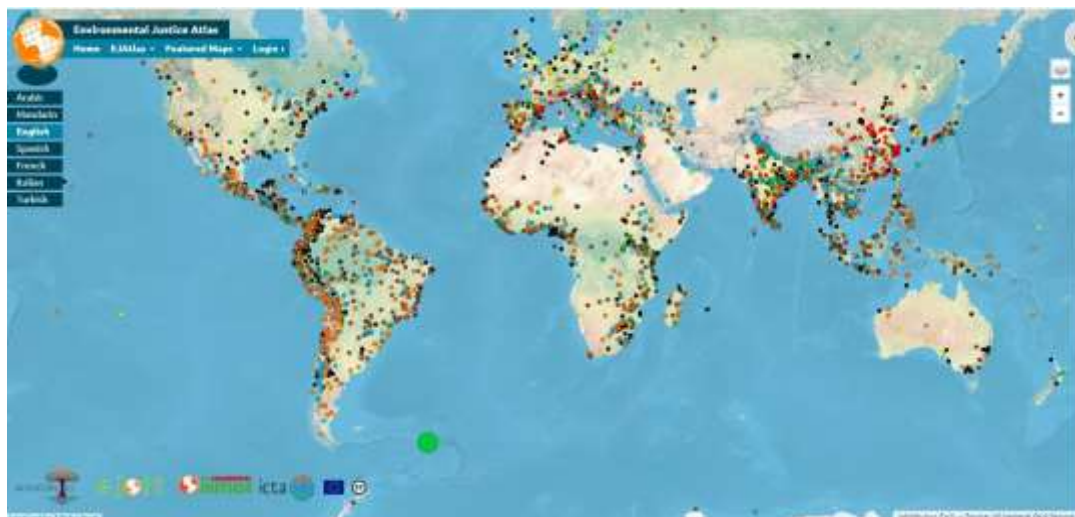 Environmental Justice Atlas
Home EJAtlas Featured Maps Login
Arabic
Mandarin
English
Spanish
French
Italian
Turkish
icta